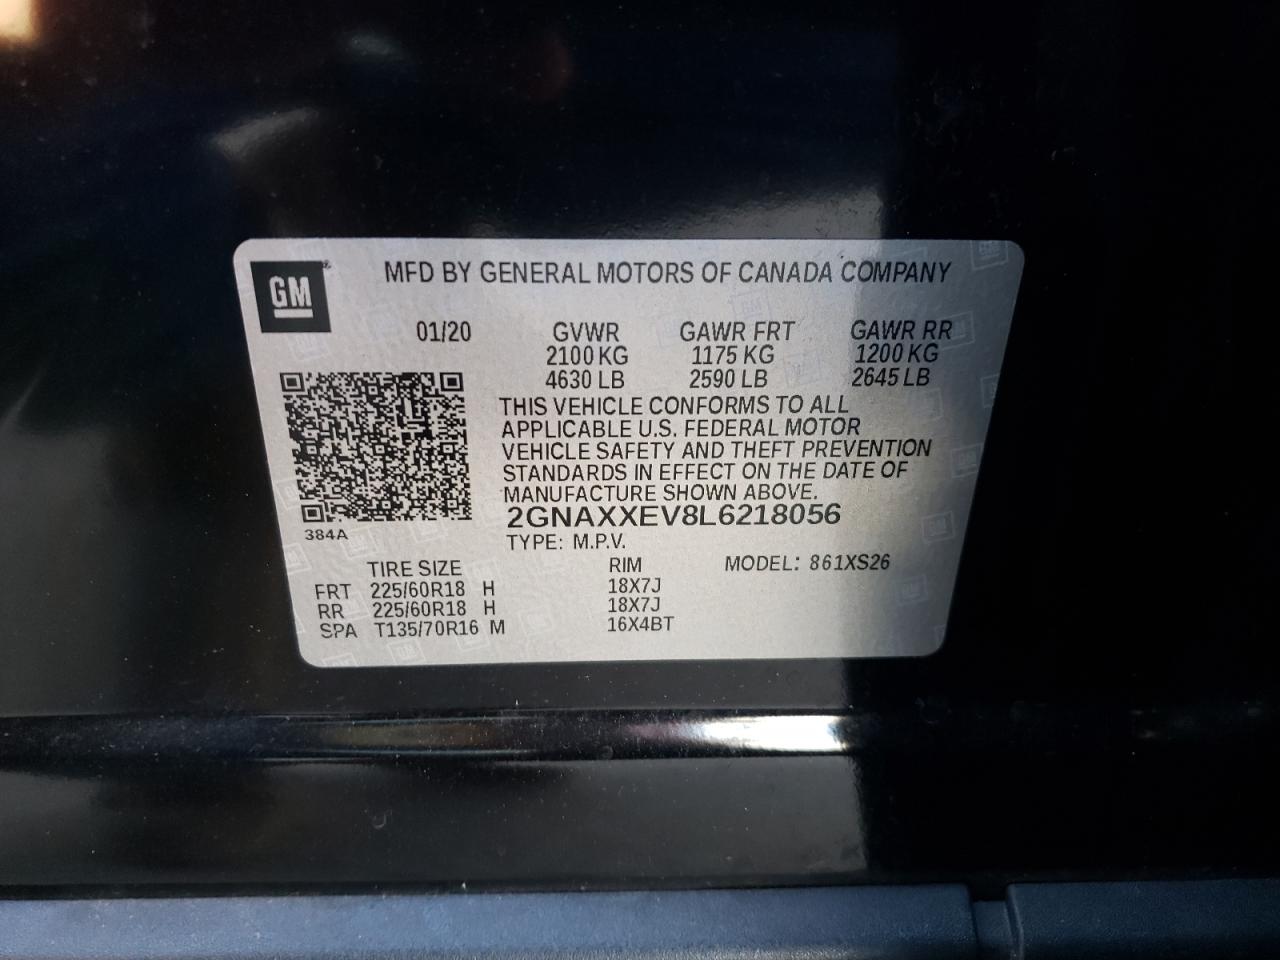 GM®
MFD BY GENERAL MOTORS OF CANADA COMPANY
01/20 GVWR GAWR FRT GAWR RR
2100 KG 1175 KG 1200 KG
4630 LB 2590 LB 2645 LB
THIS VEHICLE CONFORMS TO ALL
APPLICABLE U.S. FEDERAL MOTOR
VEHICLE SAFETY AND THEFT PREVENTION
STANDARDS IN EFFECT ON THE DATE OF
MANUFACTURE SHOWN ABOVE.
2GNAXXEV8L6218056
384A
TYPE: M.P.V.
TIRE SIZE RIM MODEL: 861XS26
FRT 225/60R18 H 18X7J
RR 225/60R18 H 18X7J
SPA T135/70R16 M 16X4BT